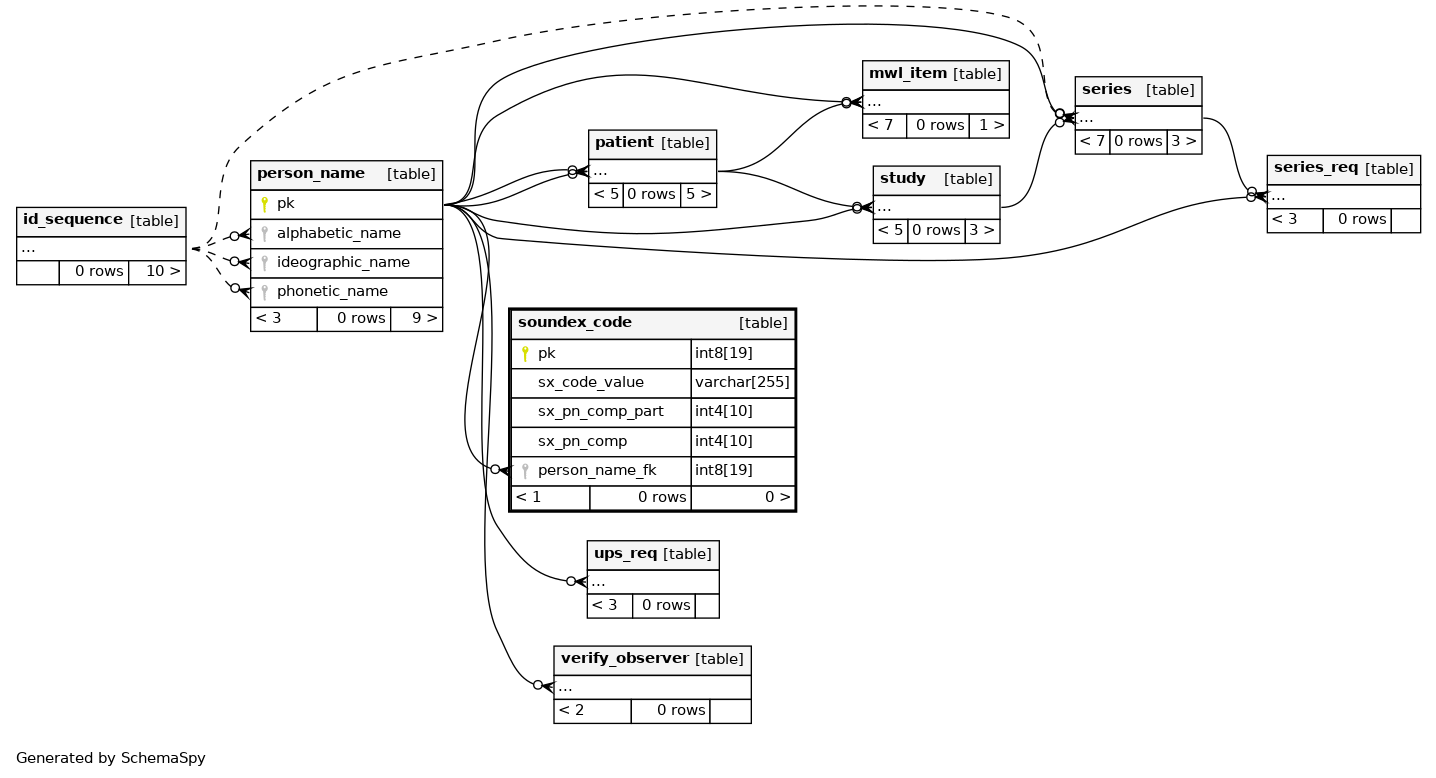 mwl_item [table]
...
< 7 0 rows 1 >
series [table]
...
< 7 0 rows 3 >
patient [table]
...
< 5 0 rows 5 >
series_req [table]
...
< 3 0 rows
person_name [table]
pk
alphabetic_name
ideographic_name
phonetic_name
< 3 0 rows 9 >
study [table]
...
< 5 0 rows 3 >
id_sequence [table]
...
0 rows 10 >
soundex_code [table]
pk int8[19]
sx_code_value varchar[255]
sx_pn_comp_part int4[10]
sx_pn_comp int4[10]
person_name_fk int8[19]
< 1 0 rows 0 >
ups_req [table]
...
< 3 0 rows
verify_observer [table]
...
< 2 0 rows
Generated by SchemaSpy